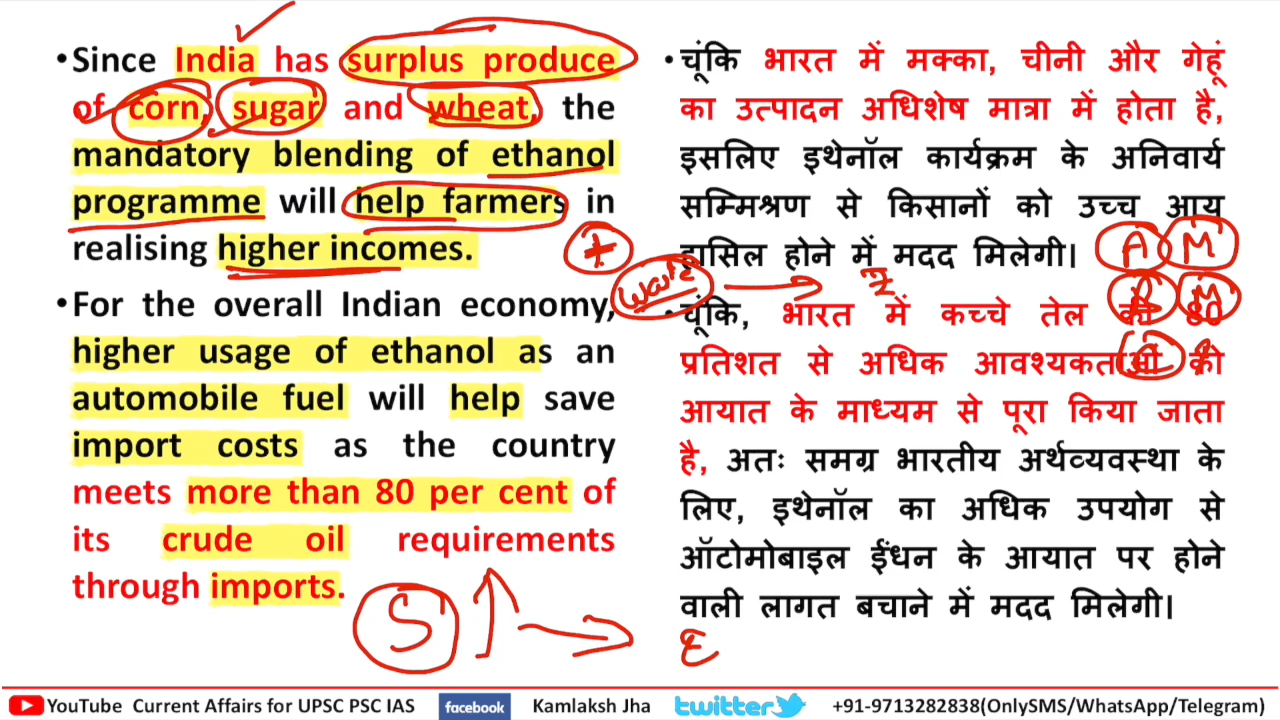 •Since India has surplus produce
of corn, sugar and wheat, the
mandatory blending of ethanol
programme will help farmers in
realising higher incomes.
•For the overall Indian economy,
higher usage of ethanol as an
automobile fuel will help save
import costs as the country
meets more than 80 per cent of
its crude oil requirements
through imports.
S
•चूंकि भारत में मक्का, चीनी और गेहूं
का उत्पादन अधिशेष मात्रा में होता है,
इसलिए इथेनॉल कार्यक्रम के अनिवार्य
सम्मिश्रण से किसानों को उच्च आय
हासिल होने में मदद मिलेगी।
A M
•चूंकि, भारत में कच्चे तेल की 80
प्रतिशत से अधिक आवश्यकताओं को
आयात के माध्यम से पूरा किया जाता
है, अतः समग्र भारतीय अर्थव्यवस्था के
लिए, इथेनॉल का अधिक उपयोग से
ऑटोमोबाइल ईंधन के आयात पर होने
वाली लागत बचाने में मदद मिलेगी।
YouTube Current Affairs for UPSC PSC IAS facebook Kamlaksh Jha twitter +91-9713282838(OnlySMS/WhatsApp/Telegram)